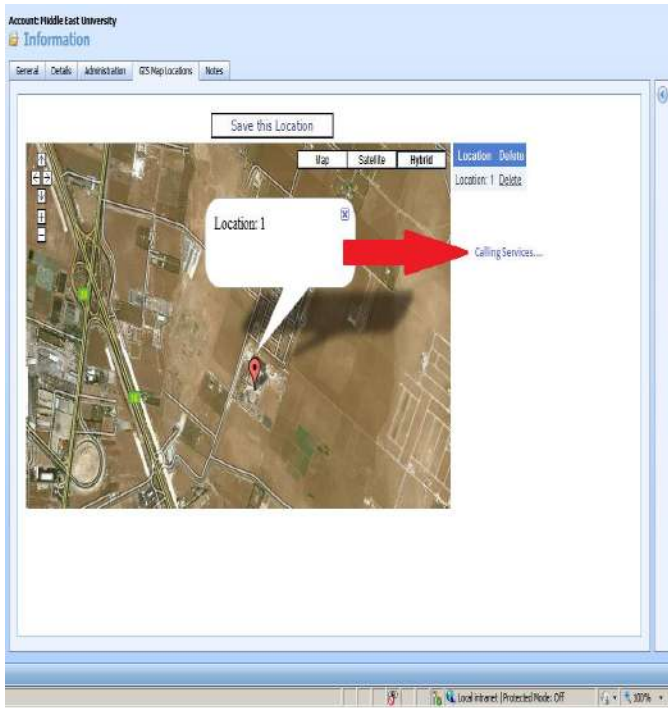 Account: Middle East University
Information
General Details Administration GIS Map Locations Notes
Save this Location
Map Satellite Hybrid
Location Delete
Location: 1 Delete
Location: 1
Calling Services....
Local intranet | Protected Mode: Off
100%